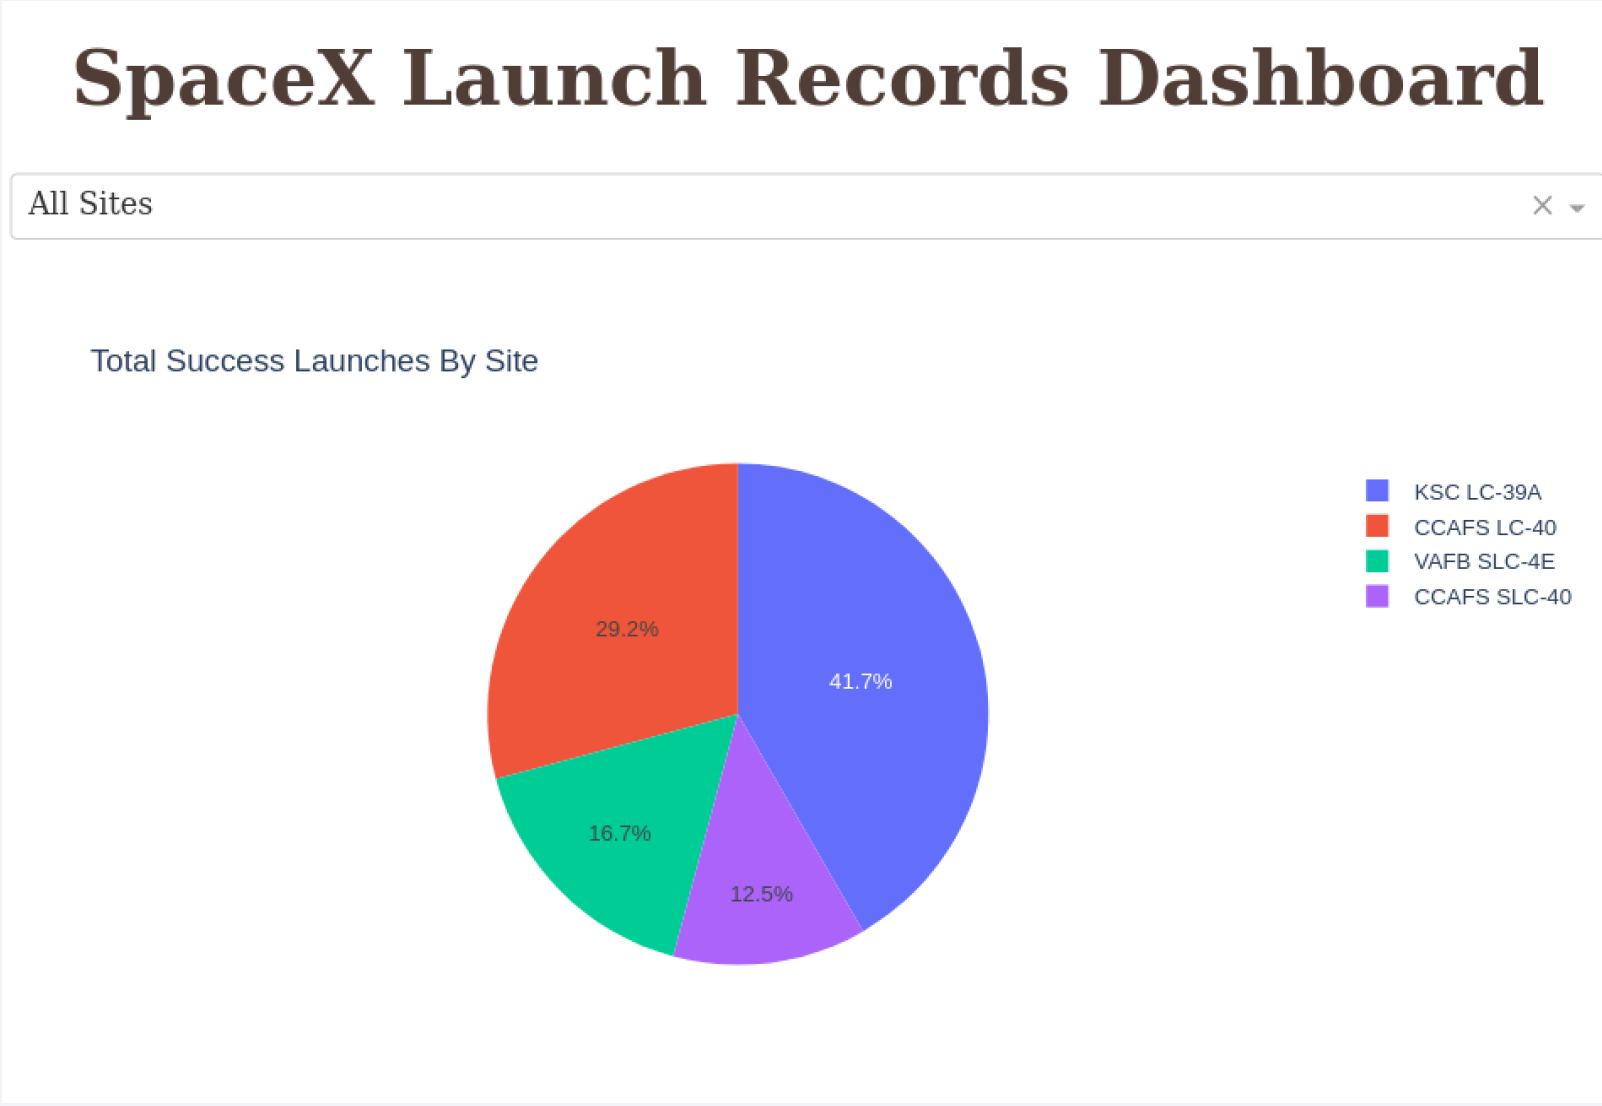 SpaceX Launch Records Dashboard
All Sites
Total Success Launches By Site
KSC LC-39A
CCAFS LC-40
VAFB SLC-4E
CCAFS SLC-40
29.2%
41.7%
16.7%
12.5%